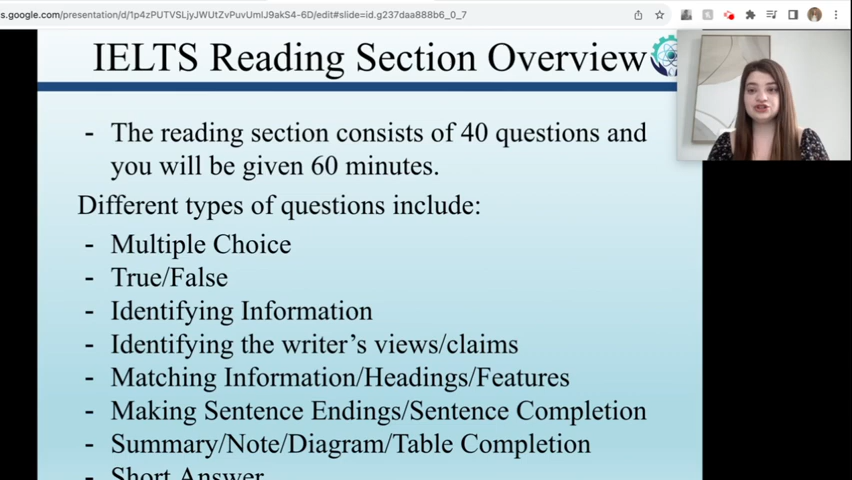 s.google.com/presentation/d/1p4zPUTVSLjyJWUtZvPuvUmIJ9akS4-6D/edit#slide=id.g237daa888b6_0_7
IELTS Reading Section Overview
- The reading section consists of 40 questions and
you will be given 60 minutes.
Different types of questions include:
- Multiple Choice
- True/False
- Identifying Information
- Identifying the writer’s views/claims
- Matching Information/Headings/Features
- Making Sentence Endings/Sentence Completion
- Summary/Note/Diagram/Table Completion
- Short Answer